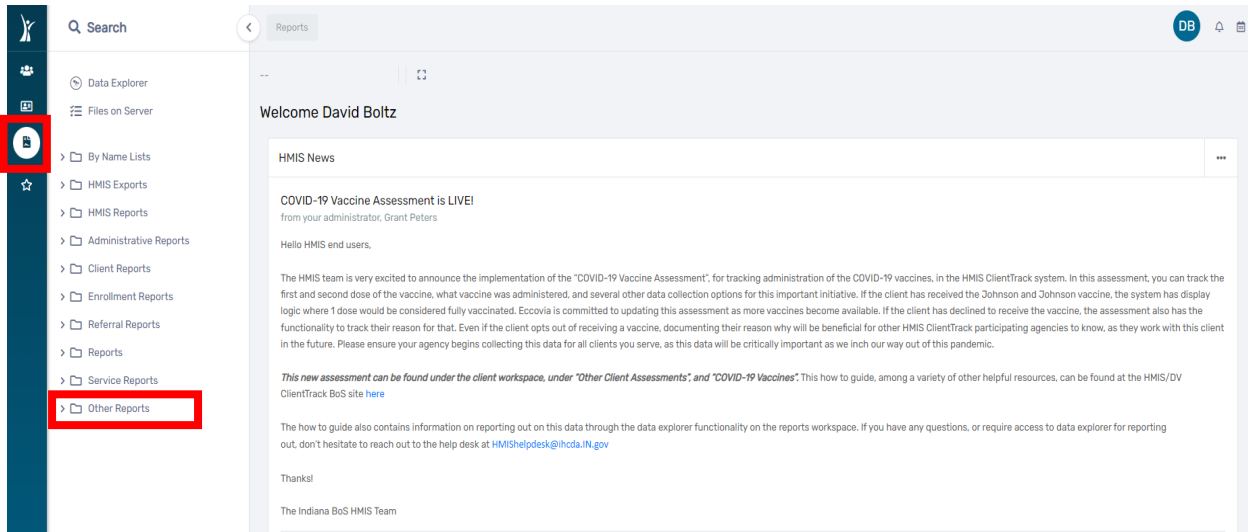 Search
Reports
DB
Data Explorer
Files on Server
By Name Lists
HMIS Exports
HMIS Reports
Administrative Reports
Client Reports
Enrollment Reports
Referral Reports
Reports
Service Reports
Other Reports
--
Welcome David Boltz
HMIS News
COVID-19 Vaccine Assessment is LIVE!
from your administrator, Grant Peters
Hello HMIS end users,
The HMIS team is very excited to announce the implementation of the "COVID-19 Vaccine Assessment", for tracking administration of the COVID-19 vaccines, in the HMIS ClientTrack system. In this assessment, you can track the
first and second dose of the vaccine, what vaccine was administered, and several other data collection options for this important initiative. If the client has received the Johnson and Johnson vaccine, the system has display
logic where 1 dose would be considered fully vaccinated. Eccovia is committed to updating this assessment as more vaccines become available. If the client has declined to receive the vaccine, the assessment also has the
functionality to track their reason for that. Even if the client opts out of receiving a vaccine, documenting their reason why will be beneficial for other HMIS ClientTrack participating agencies to know, as they work with this client
in the future. Please ensure your agency begins collecting this data for all clients you serve, as this data will be critically important as we inch our way out of this pandemic.
This new assessment can be found under the client workspace, under "Other Client Assessments", and "COVID-19 Vaccines". This how to guide, among a variety of other helpful resources, can be found at the HMIS/DV
ClientTrack BoS site here
The how to guide also contains information on reporting out on this data through the data explorer functionality on the reports workspace. If you have any questions, or require access to data explorer for reporting
out, don't hesitate to reach out to the help desk at HMIShelpdesk@ihcda.IN.gov
Thanks!
The Indiana BoS HMIS Team